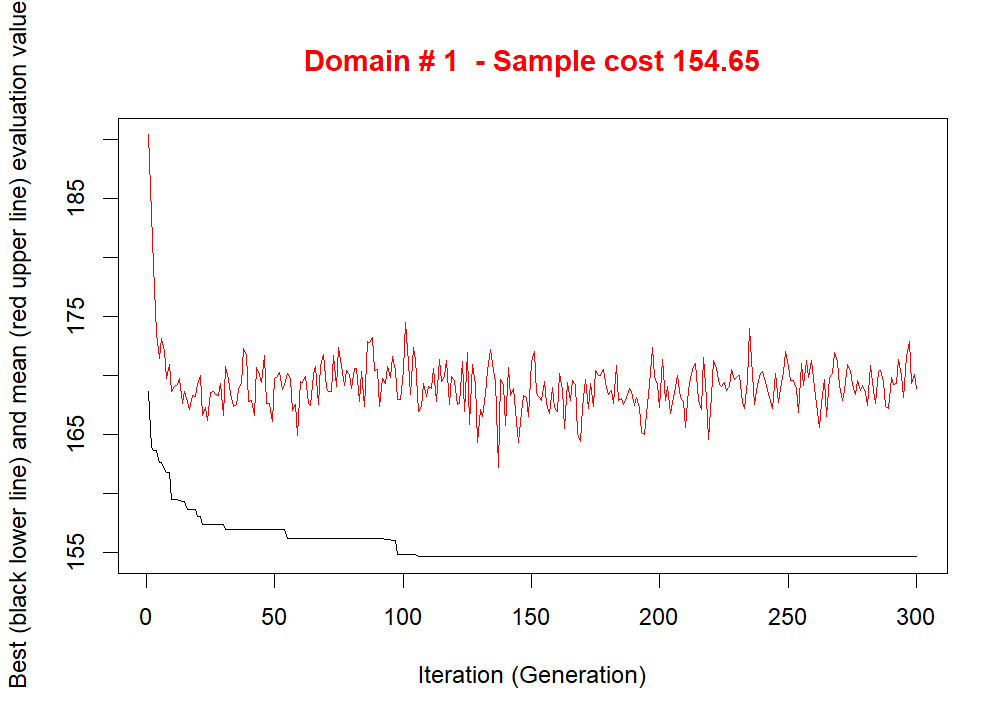 Domain # 1  - Sample cost 154.65
Best (black lower line) and mean (red upper line) evaluation value
185
175
165
155
0 50 100 150 200 250 300
Iteration (Generation)